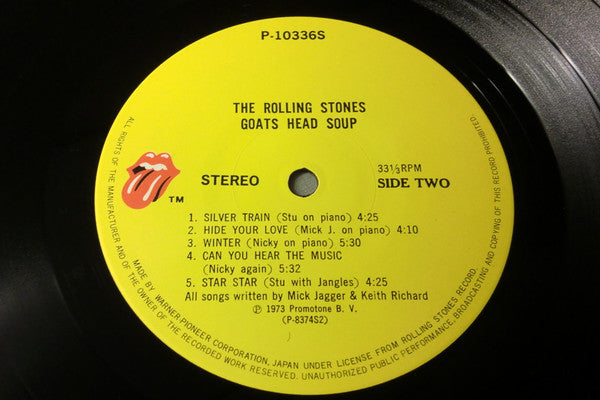 P-10336S
THE ROLLING STONES
GOATS HEAD SOUP
TM
STEREO
33⅓RPM
SIDE TWO
1. SILVER TRAIN (Stu on piano) 4:25
2. HIDE YOUR LOVE (Mick J. on piano) 4:10
3. WINTER (Nicky on piano) 5:30
4. CAN YOU HEAR THE MUSIC
(Nicky again) 5:32
5. STAR STAR (Stu with Jangles) 4:25
All songs written by Mick Jagger & Keith Richard
Ⓟ 1973 Promotone B. V.
(P-8374S2)
MADE BY WARNER-PIONEER CORPORATION, JAPAN UNDER LICENSE FROM ROLLING STONES RECORDS.
ALL RIGHTS OF THE MANUFACTURER AND OF THE OWNER OF THE RECORDED WORK RESERVED. UNAUTHORIZED PUBLIC PERFORMANCE, BROADCASTING AND COPYING OF THIS RECORD PROHIBITED.